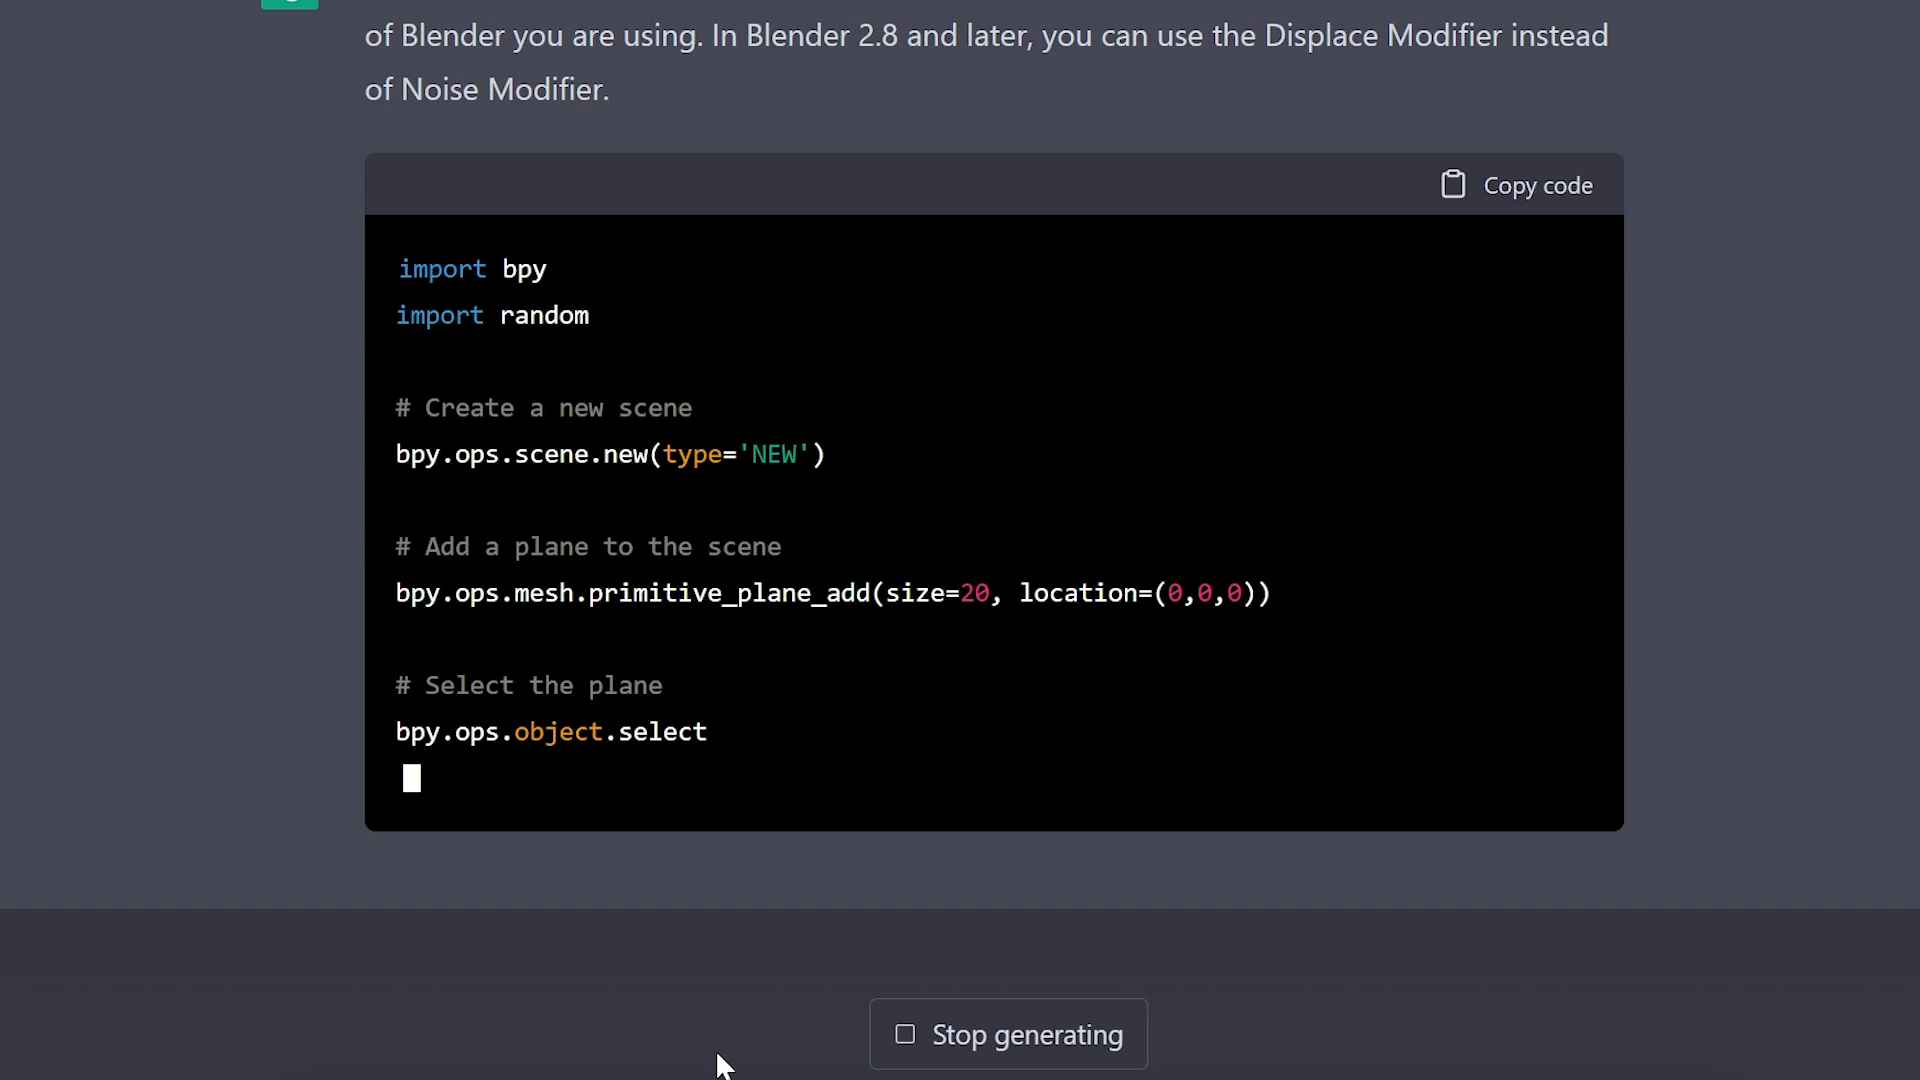 of Blender you are using. In Blender 2.8 and later, you can use the Displace Modifier instead
of Noise Modifier.
Copy code
import bpy
import random
# Create a new scene
bpy.ops.scene.new(type='NEW')
# Add a plane to the scene
bpy.ops.mesh.primitive_plane_add(size=20, location=(0,0,0))
# Select the plane
bpy.ops.object.select
Stop generating